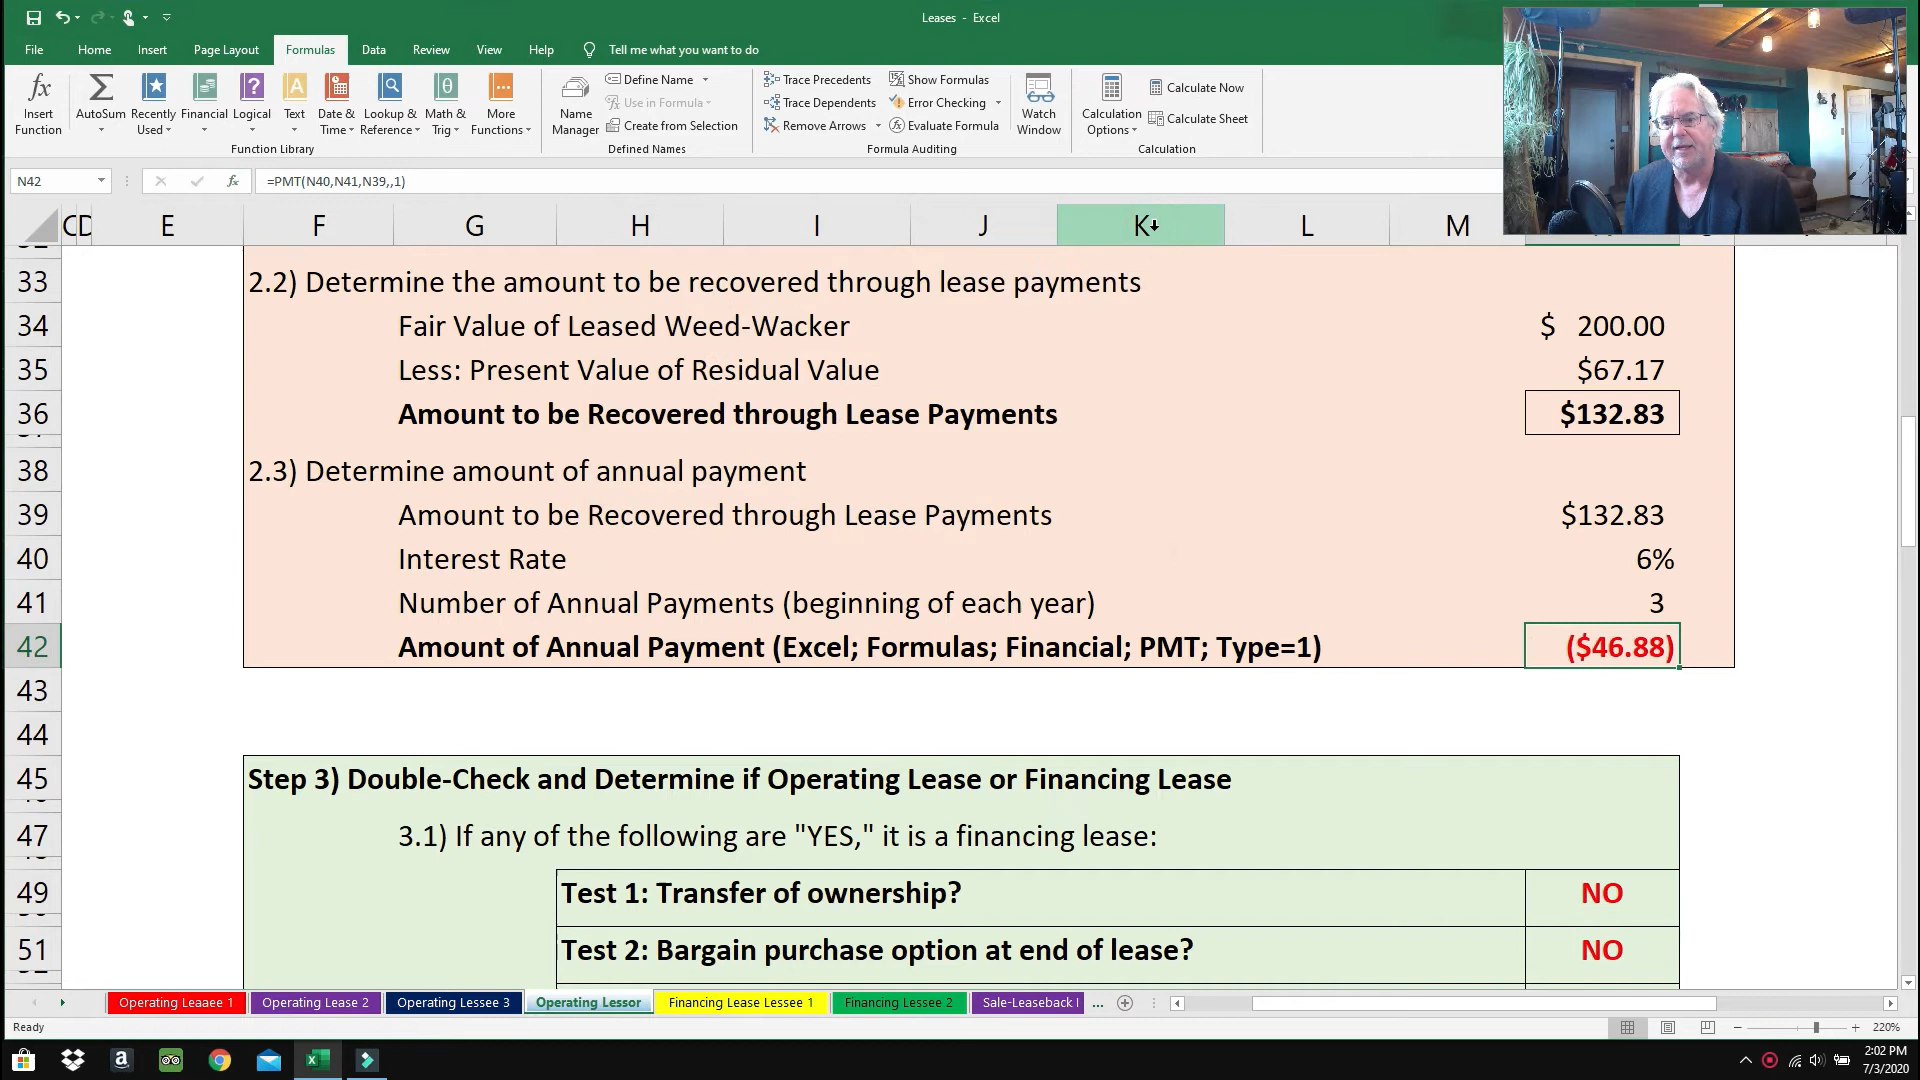 Leases - Excel
File Home Insert Page Layout Formulas Data Review View Help Tell me what you want to do
fx Insert Function
AutoSum
Recently Used
Financial
Logical
Text
Date & Time
Lookup & Reference
Math & Trig
More Functions
Function Library
Name Manager
Define Name
Use in Formula
Create from Selection
Defined Names
Trace Precedents
Trace Dependents
Remove Arrows
Show Formulas
Error Checking
Evaluate Formula
Formula Auditing
Watch Window
Calculation Options
Calculate Now
Calculate Sheet
Calculation
N42 fx =PMT(N40,N41,N39,,1)
C D E F G H I J K L M
33 2.2) Determine the amount to be recovered through lease payments
34 Fair Value of Leased Weed-Wacker $ 200.00
35 Less: Present Value of Residual Value $67.17
36 Amount to be Recovered through Lease Payments $132.83
38 2.3) Determine amount of annual payment
39 Amount to be Recovered through Lease Payments $132.83
40 Interest Rate 6%
41 Number of Annual Payments (beginning of each year) 3
42 Amount of Annual Payment (Excel; Formulas; Financial; PMT; Type=1) ($46.88)
43
44
45 Step 3) Double-Check and Determine if Operating Lease or Financing Lease
47 3.1) If any of the following are "YES," it is a financing lease:
49 Test 1: Transfer of ownership? NO
51 Test 2: Bargain purchase option at end of lease? NO
Operating Leaaee 1 Operating Lease 2 Operating Lessee 3 Operating Lessor Financing Lease Lessee 1 Financing Lessee 2 Sale-Leaseback ...
Ready 220%
2:02 PM
7/3/2020